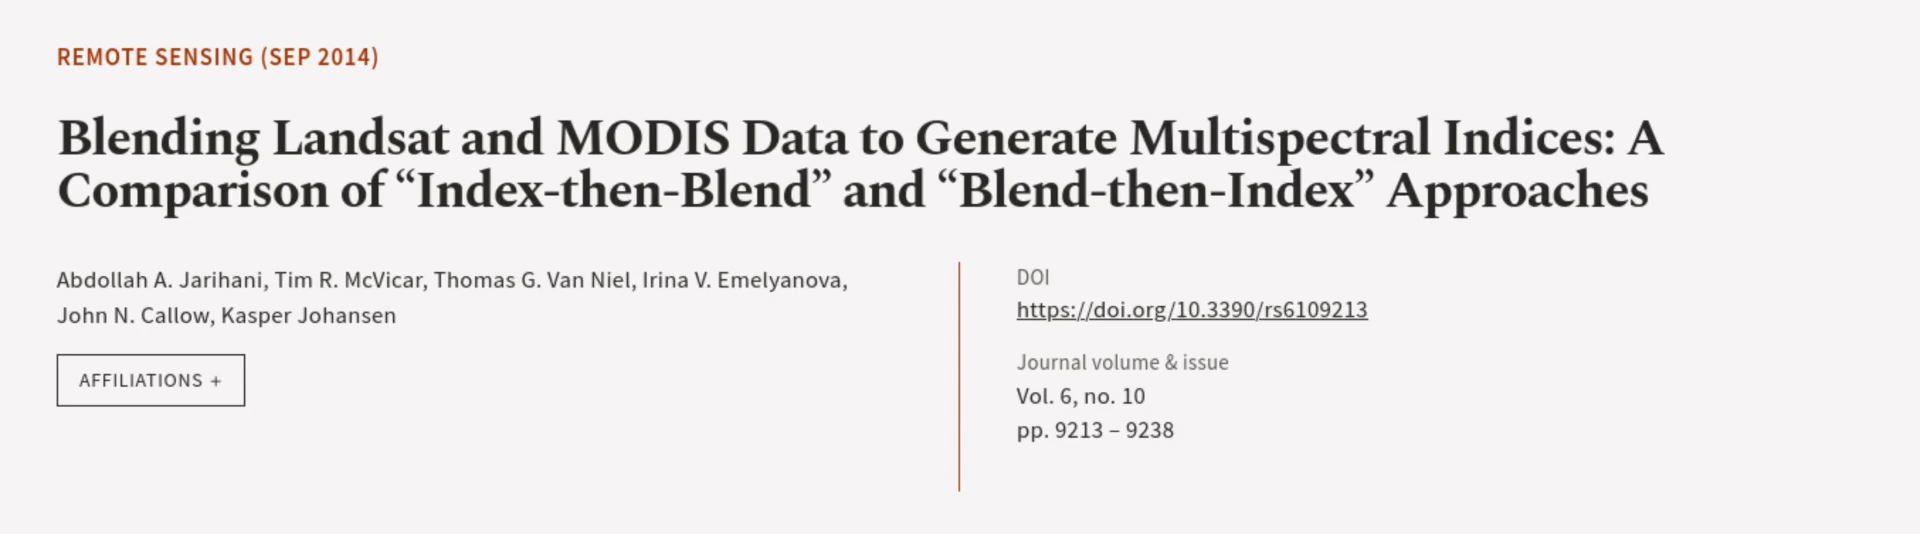 REMOTE SENSING (SEP 2014)
Blending Landsat and MODIS Data to Generate Multispectral Indices: A
Comparison of “Index-then-Blend” and “Blend-then-Index” Approaches
Abdollah A. Jarihani, Tim R. McVicar, Thomas G. Van Niel, Irina V. Emelyanova,
John N. Callow, Kasper Johansen
AFFILIATIONS +
DOI
https://doi.org/10.3390/rs6109213
Journal volume & issue
Vol. 6, no. 10
pp. 9213 – 9238